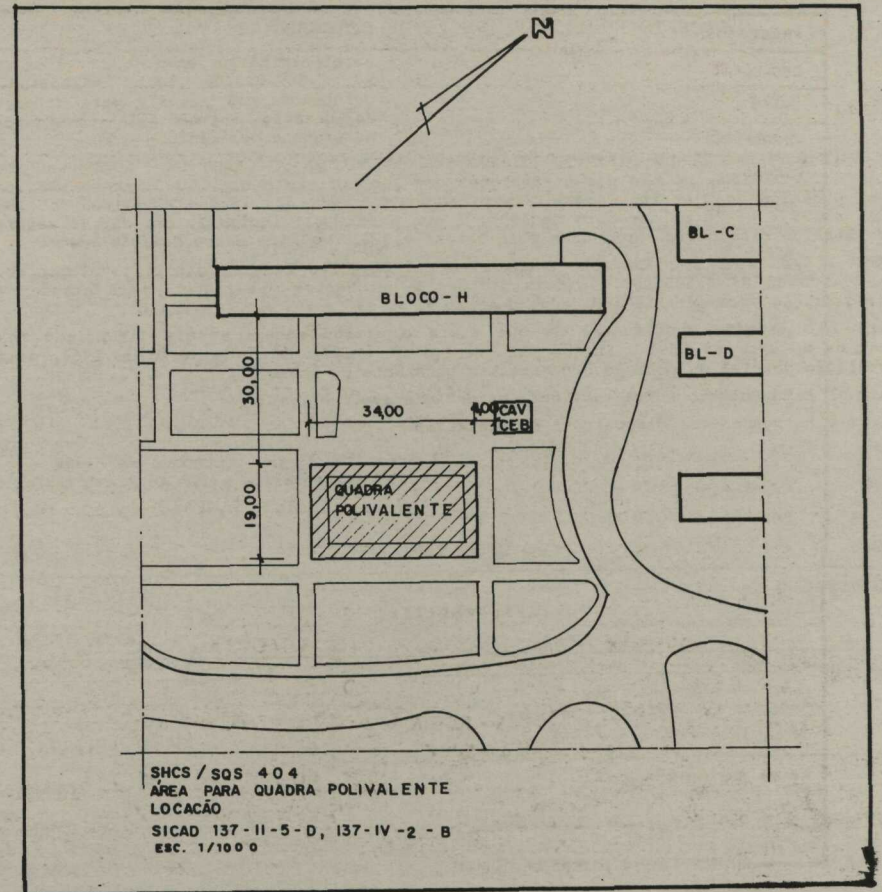 N
BL-C
BLOCO-H
BL-D
30,00
34,00
4,00
CAV
CEB
19,00
QUADRA
POLIVALENTE
SHCS / SQS 404
ÁREA PARA QUADRA POLIVALENTE
LOCACÃO
SICAD 137-II-5-D, 137-IV-2-B
ESC. 1/1000